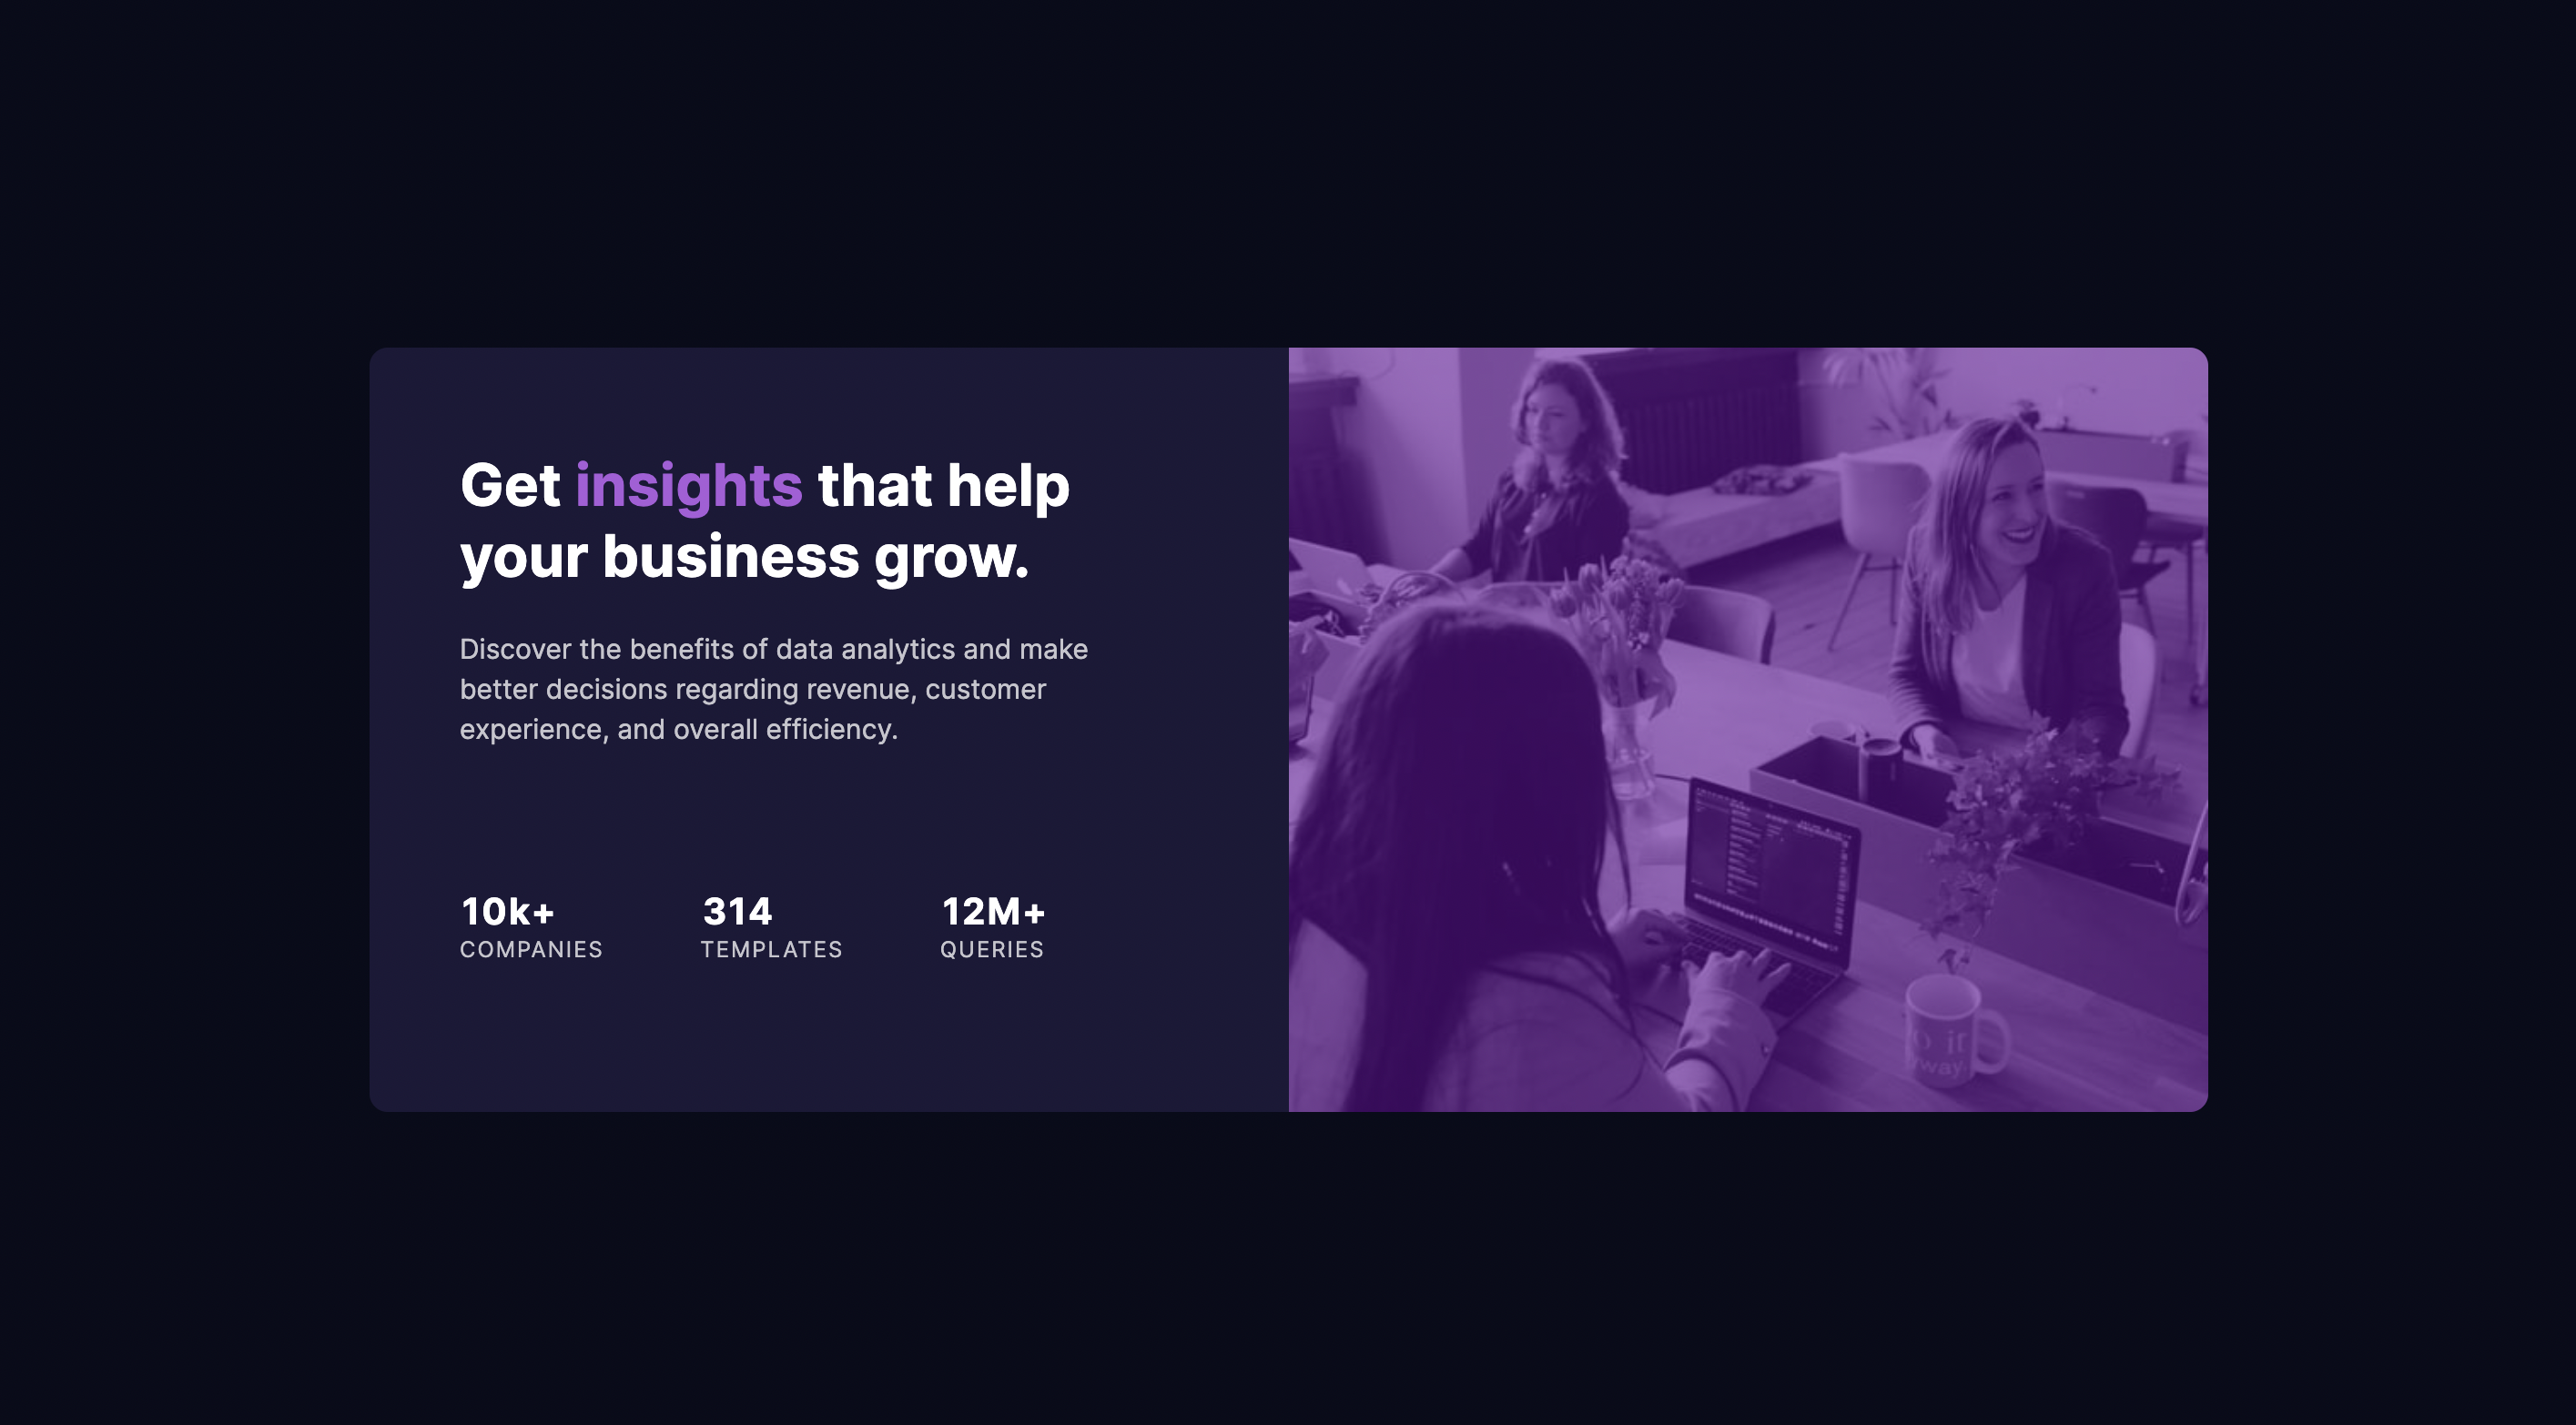 Get insights that help
your business grow.
Discover the benefits of data analytics and make
better decisions regarding revenue, customer
experience, and overall efficiency.
10k+
COMPANIES
314
TEMPLATES
12M+
QUERIES